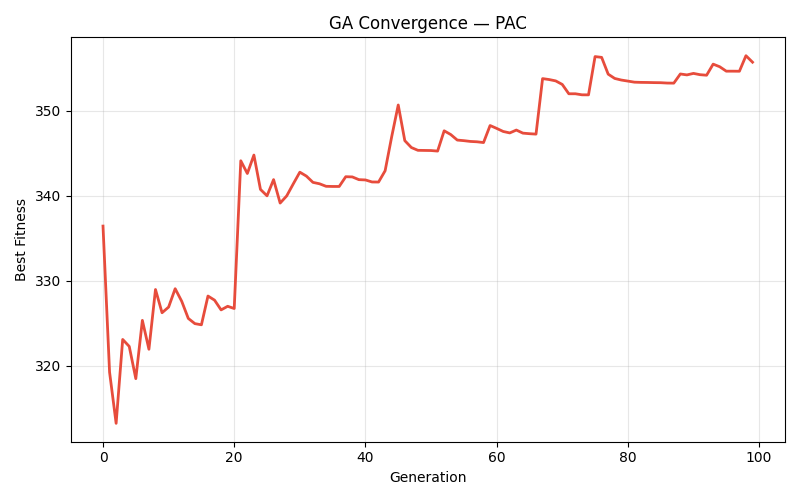 GA Convergence — PAC
Best Fitness
350
340
330
320
0 20 40 60 80 100
Generation